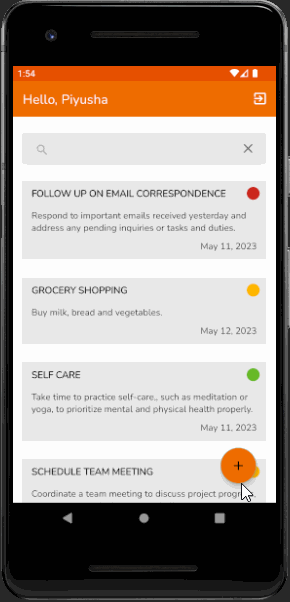 1:54
Hello, Piyusha
FOLLOW UP ON EMAIL CORRESPONDENCE
Respond to important emails received yesterday and
address any pending inquiries or tasks and duties.
May 11, 2023
GROCERY SHOPPING
Buy milk, bread and vegetables.
May 12, 2023
SELF CARE
Take time to practice self-care,, such as meditation or
yoga, to prioritize mental and physical health properly.
May 11, 2023
SCHEDULE TEAM MEETING
Coordinate a team meeting to discuss project progress.